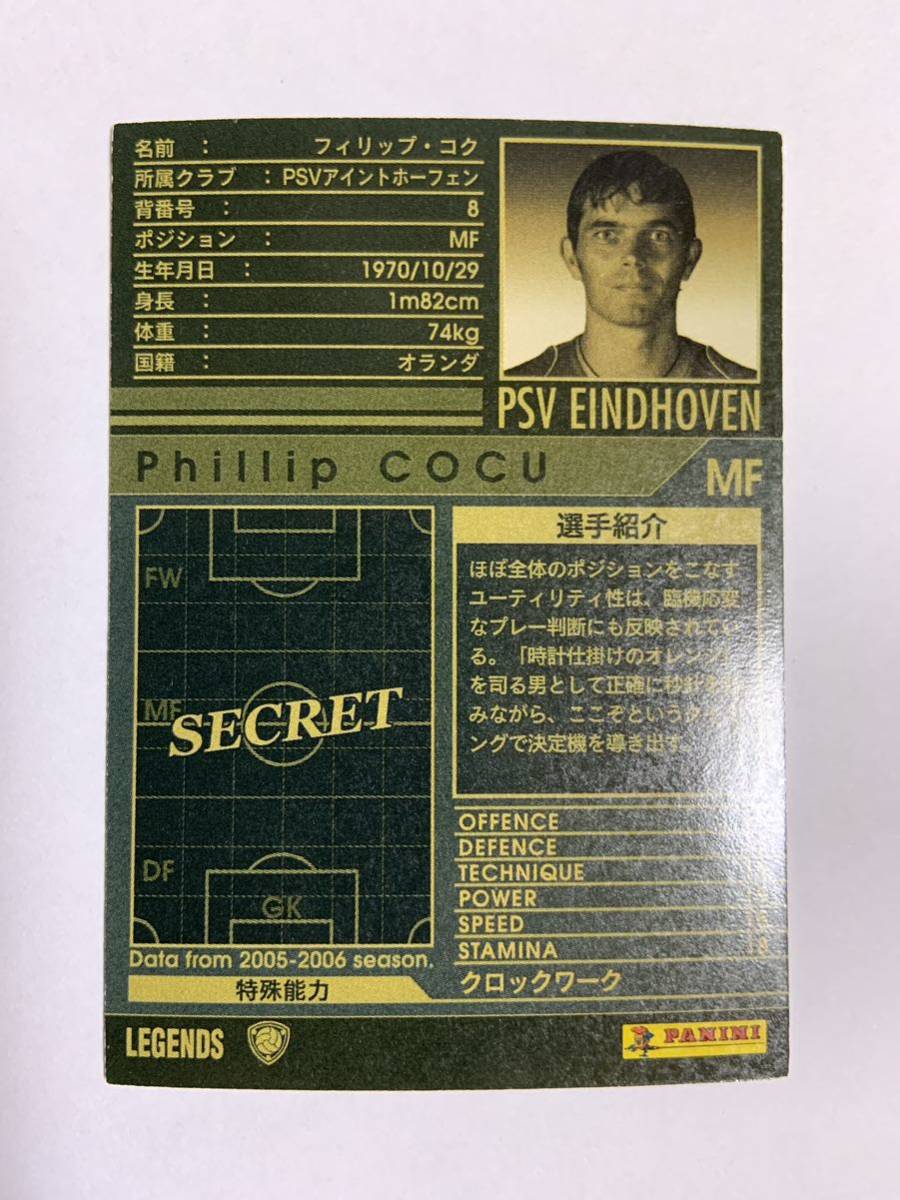 名前 : フィリップ・コク
所属クラブ : PSVアイントホーフェン
背番号 : 8
ポジション : MF
生年月日 : 1970/10/29
身長 : 1m82cm
体重 : 74kg
国籍 : オランダ
PSV EINDHOVEN
Phillip COCU
MF
FW
MF
SECRET
DF
GK
Data from 2005-2006 season.
特殊能力
選手紹介
ほぼ全体のポジションをこなす
ユーティリティ性は、臨機応変
なプレー判断にも反映されてい
る。「時計仕掛けのオレンジ」
を司る男として正確に秒針を
みながら、ここぞという
ングで決定機を導き出す。
OFFENCE
DEFENCE
TECHNIQUE
POWER
SPEED
STAMINA 18
クロックワーク
LEGENDS
PANINI